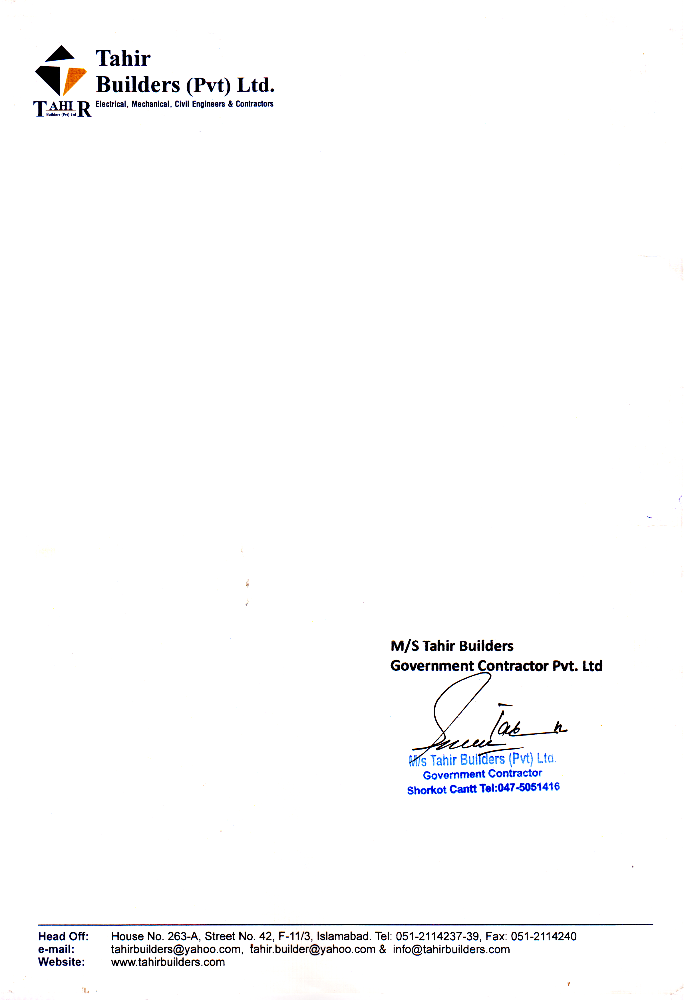 Tahir
Builders (Pvt) Ltd.
TAHIR
Builders (Pvt) Ltd
Electrical, Mechanical, Civil Engineers & Contractors
M/S Tahir Builders
Government Contractor Pvt. Ltd
M/s Tahir Builders (Pvt) Ltd.
Government Contractor
Shorkot Cantt Tel:047-5051416
Head Off: House No. 263-A, Street No. 42, F-11/3, Islamabad. Tel: 051-2114237-39, Fax: 051-2114240
e-mail: tahirbuilders@yahoo.com, tahir.builder@yahoo.com & info@tahirbuilders.com
Website: www.tahirbuilders.com